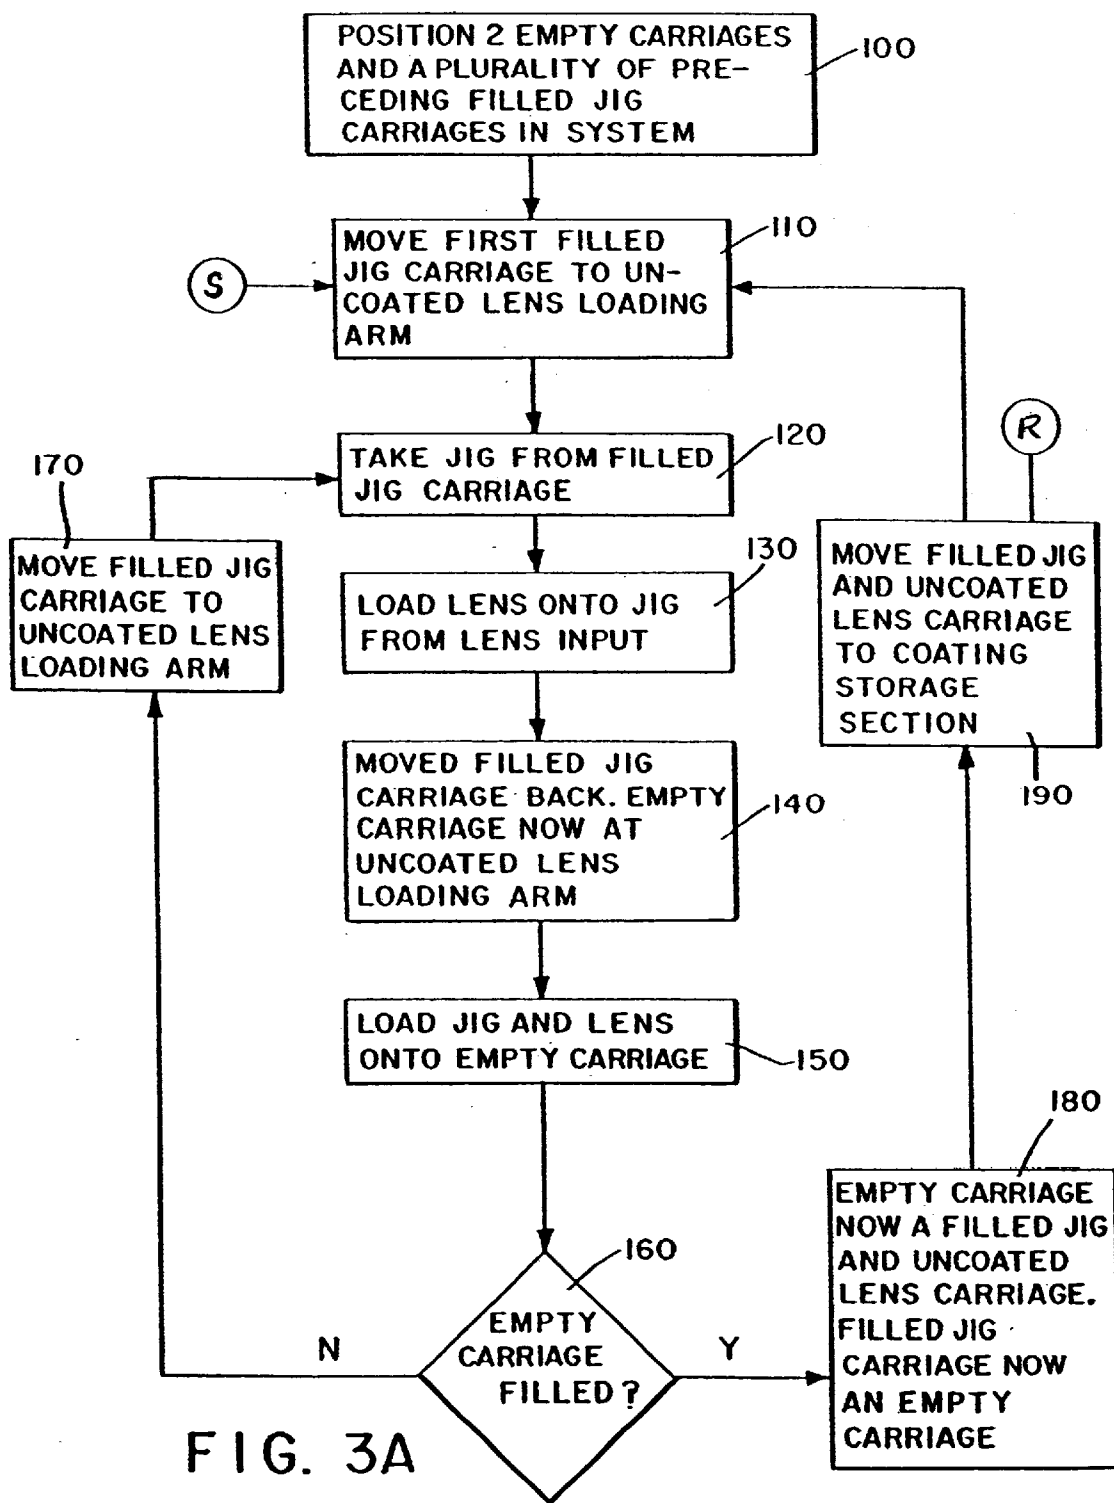 POSITION 2 EMPTY CARRIAGES
AND A PLURALITY OF PRE-
CEDING FILLED JIG
CARRIAGES IN SYSTEM
100
MOVE FIRST FILLED
JIG CARRIAGE TO UN-
COATED LENS LOADING
ARM
110
S
TAKE JIG FROM FILLED
JIG CARRIAGE
120
R
170
MOVE FILLED JIG
CARRIAGE TO
UNCOATED LENS
LOADING ARM
LOAD LENS ONTO JIG
FROM LENS INPUT
130
MOVE FILLED JIG
AND UNCOATED
LENS CARRIAGE
TO COATING
STORAGE
SECTION
190
MOVED FILLED JIG
CARRIAGE BACK. EMPTY
CARRIAGE NOW AT
UNCOATED LENS
LOADING ARM
140
LOAD JIG AND LENS
ONTO EMPTY CARRIAGE
150
160
EMPTY
CARRIAGE
FILLED?
N
Y
180
EMPTY CARRIAGE
NOW A FILLED JIG
AND UNCOATED
LENS CARRIAGE.
FILLED JIG
CARRIAGE NOW
AN EMPTY
CARRIAGE
FIG. 3A